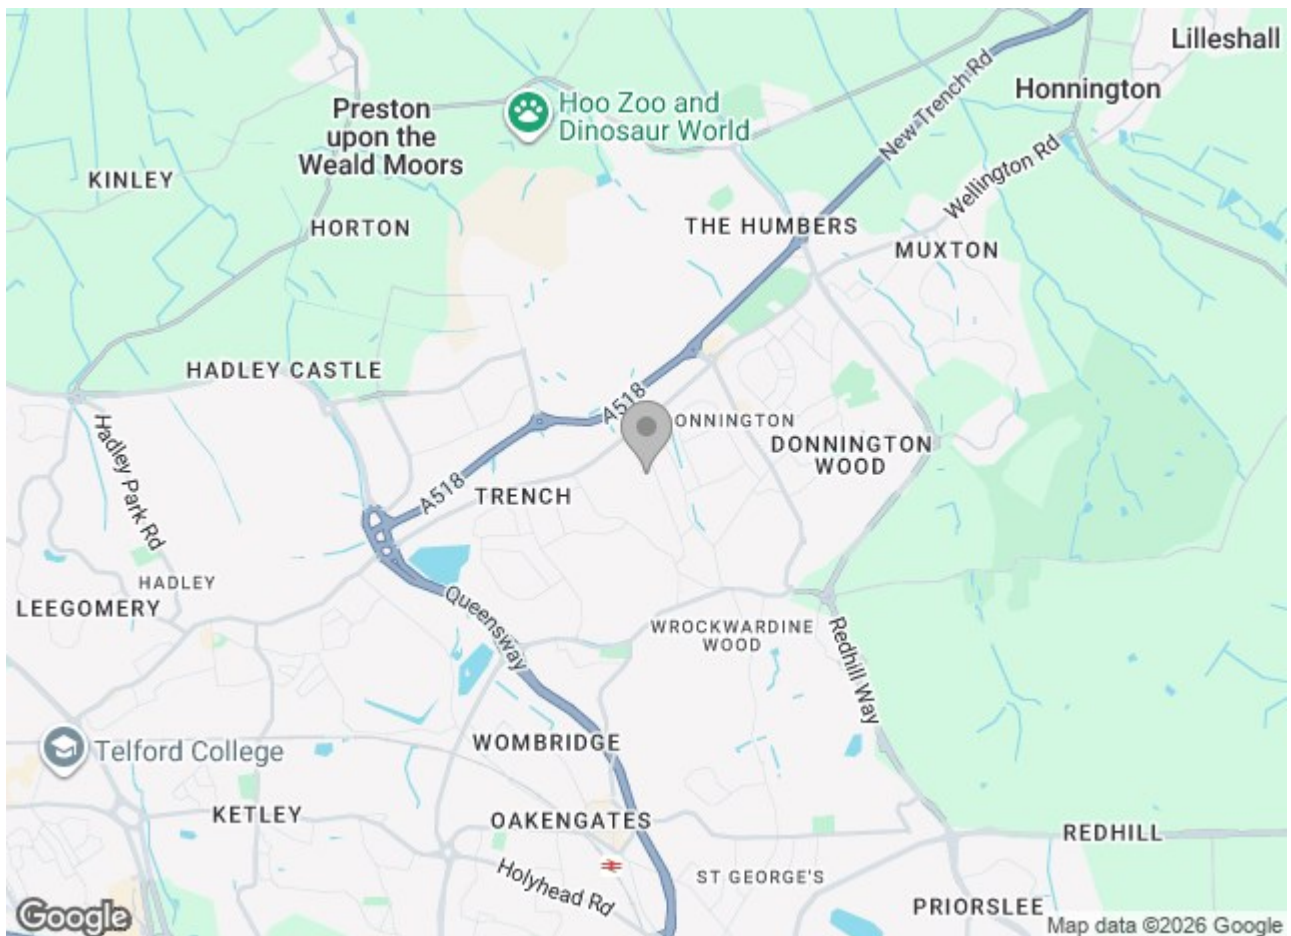 Lilleshall
New Trench Rd
Honnington
Preston
upon the
Weald Moors
Hoo Zoo and
Dinosaur World
Wellington Rd
KINLEY
HORTON
THE HUMBERS
MUXTON
HADLEY CASTLE
A518
ONNINGTON
DONNINGTON
WOOD
Hadley Park Rd
A518
TRENCH
HADLEY
LEEGOMERY
Queensway
WROCKWARDINE
WOOD
Redhill Way
Telford College
WOMBRIDGE
KETLEY
OAKENGATES
REDHILL
Holyhead Rd
ST GEORGE'S
PRIORSLEE
Google
Map data ©2026 Google